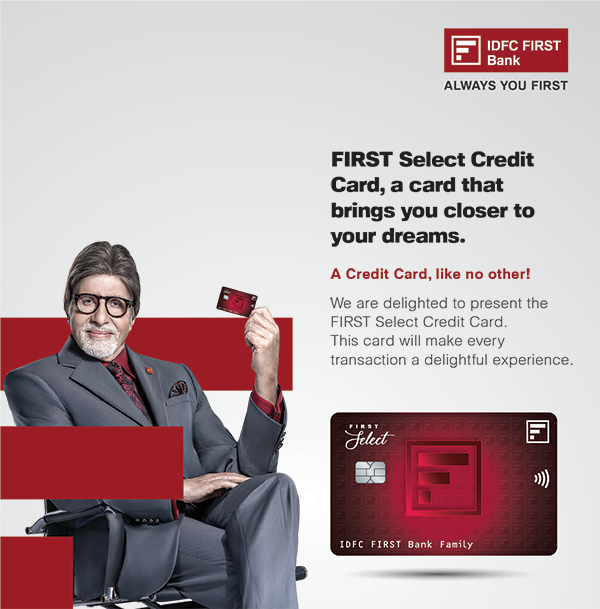 IDFC FIRST
Bank
ALWAYS YOU FIRST
FIRST Select Credit
Card, a card that
brings you closer to
your dreams.
A Credit Card, like no other!
We are delighted to present the
FIRST Select Credit Card.
This card will make every
transaction a delightful experience.
FIRST
Select
IDFC FIRST Bank Family